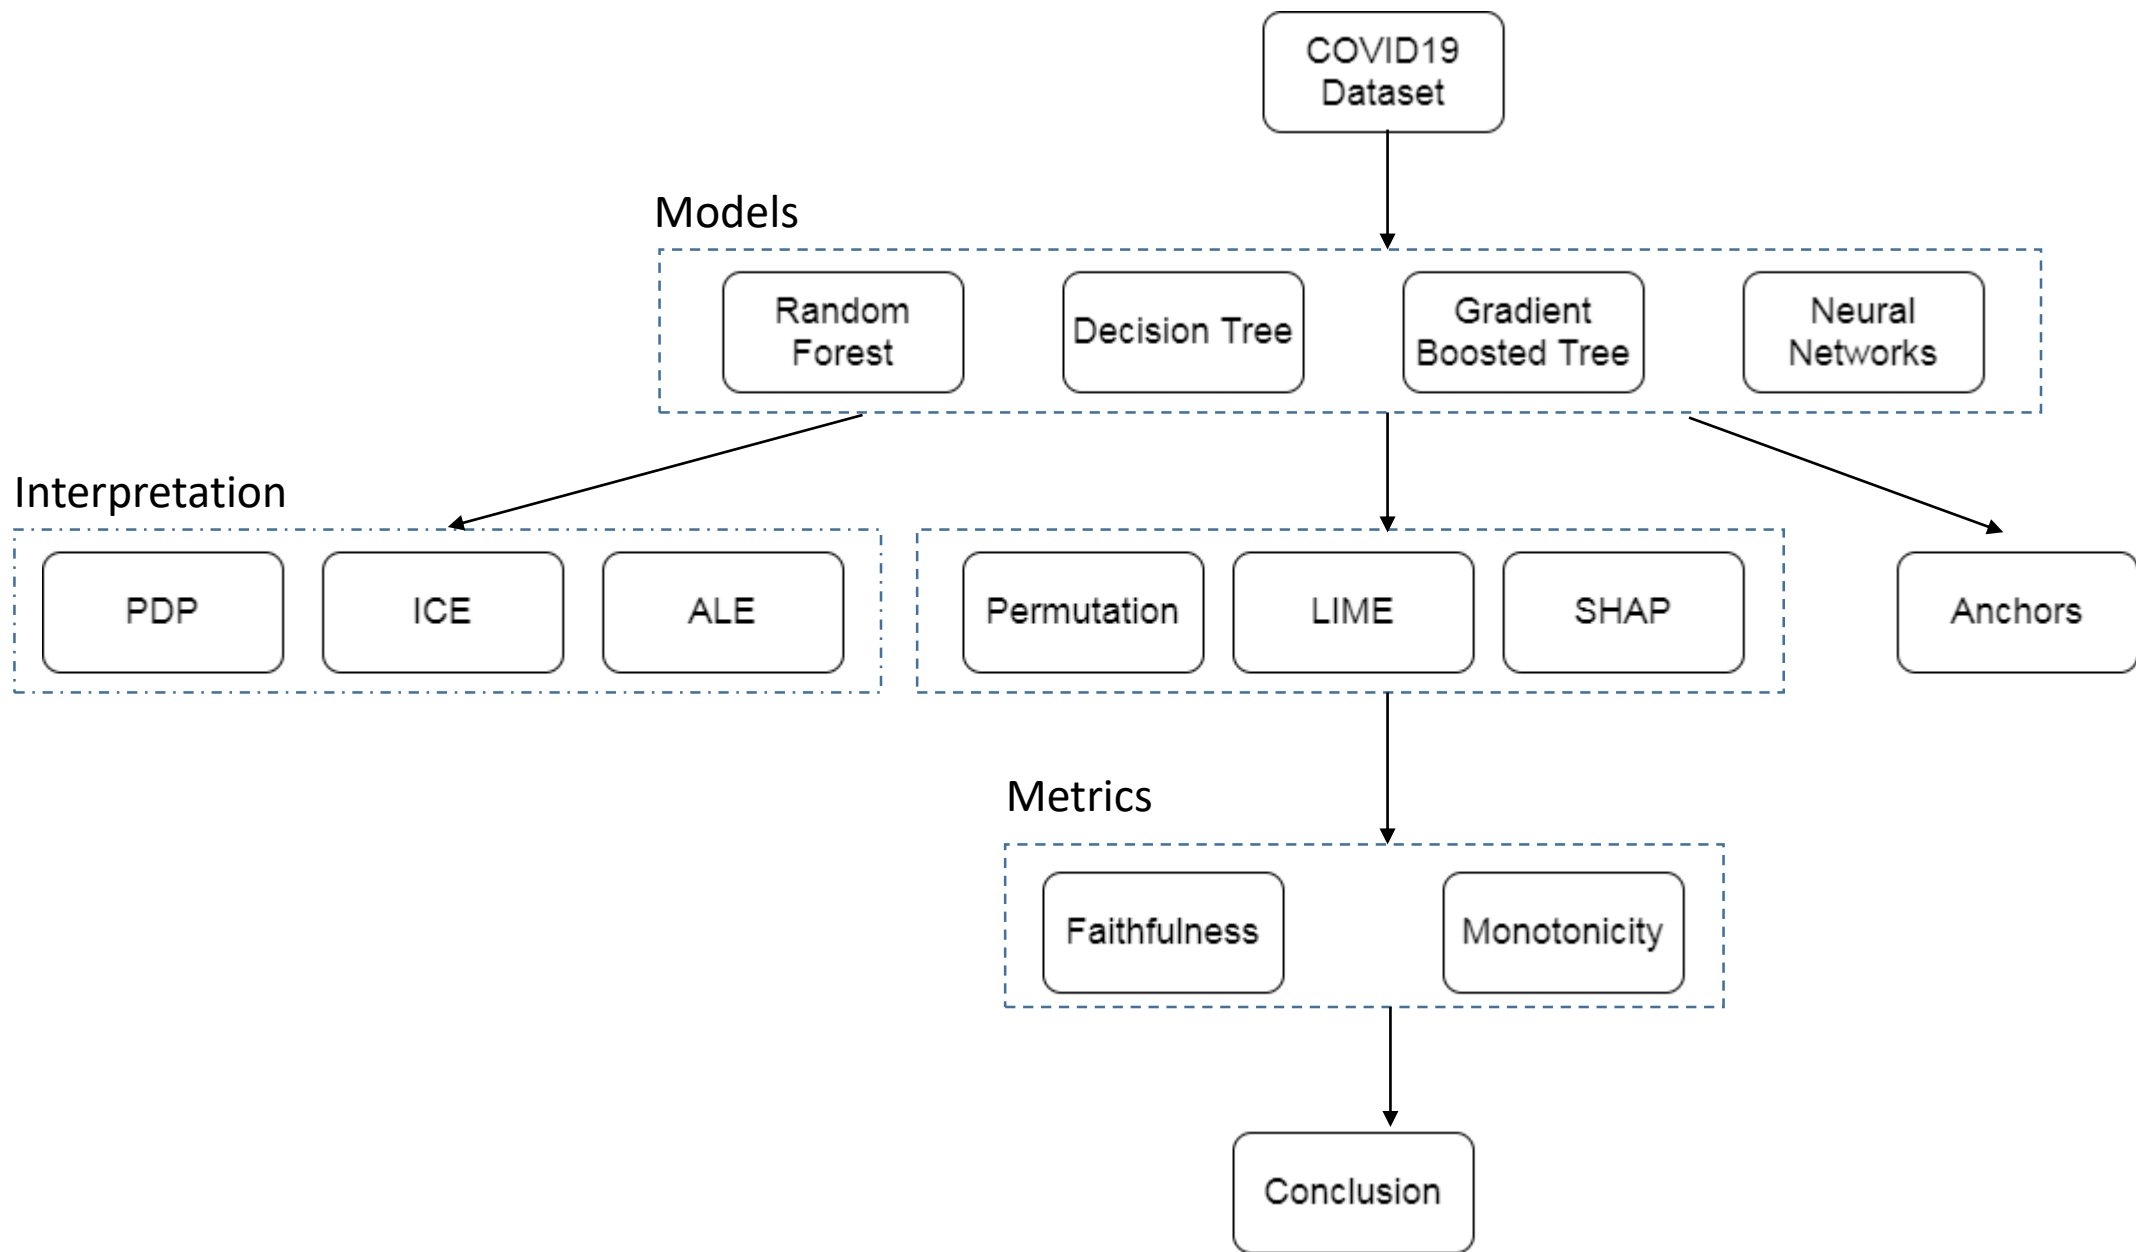 COVID19
Dataset
Models
Random
Forest
Decision Tree
Gradient
Boosted Tree
Neural
Networks
Interpretation
PDP
ICE
ALE
Permutation
LIME
SHAP
Anchors
Metrics
Faithfulness
Monotonicity
Conclusion